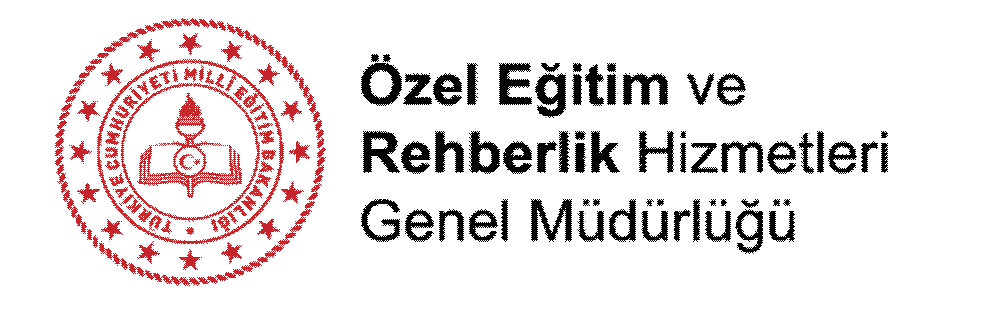 TÜRKİYE CUMHURİYETİ MİLLİ EĞİTİM BAKANLIĞI
Özel Eğitim ve
Rehberlik Hizmetleri
Genel Müdürlüğü